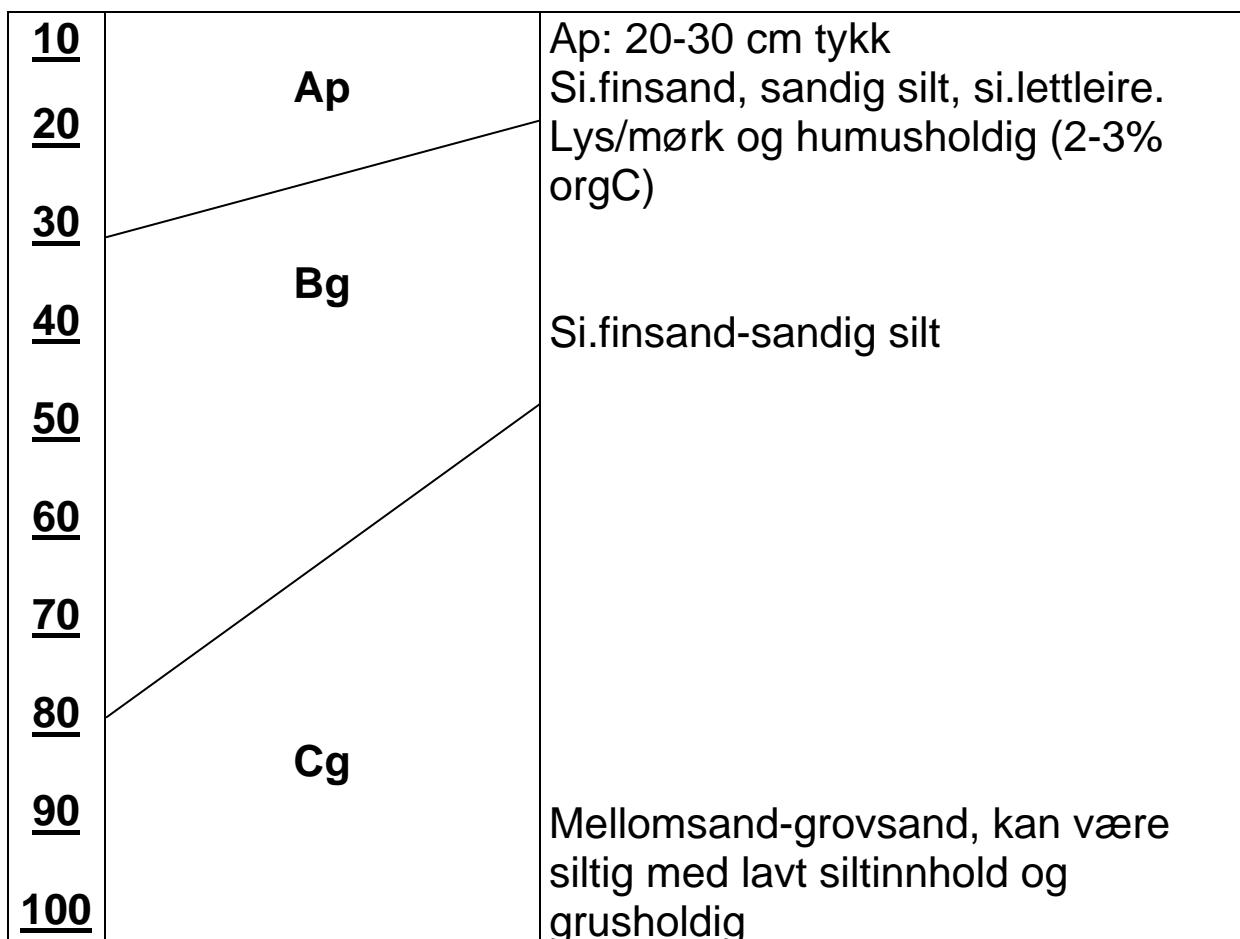 10
20
30
40
50
60
70
80
90
100
Ap
Bg
Cg
Ap: 20-30 cm tykk
Si.finsand, sandig silt, si.lettleire.
Lys/mørk og humusholdig (2-3%
orgC)
Si.finsand-sandig silt
Mellomsand-grovsand, kan være
siltig med lavt siltinnhold og
grusholdig